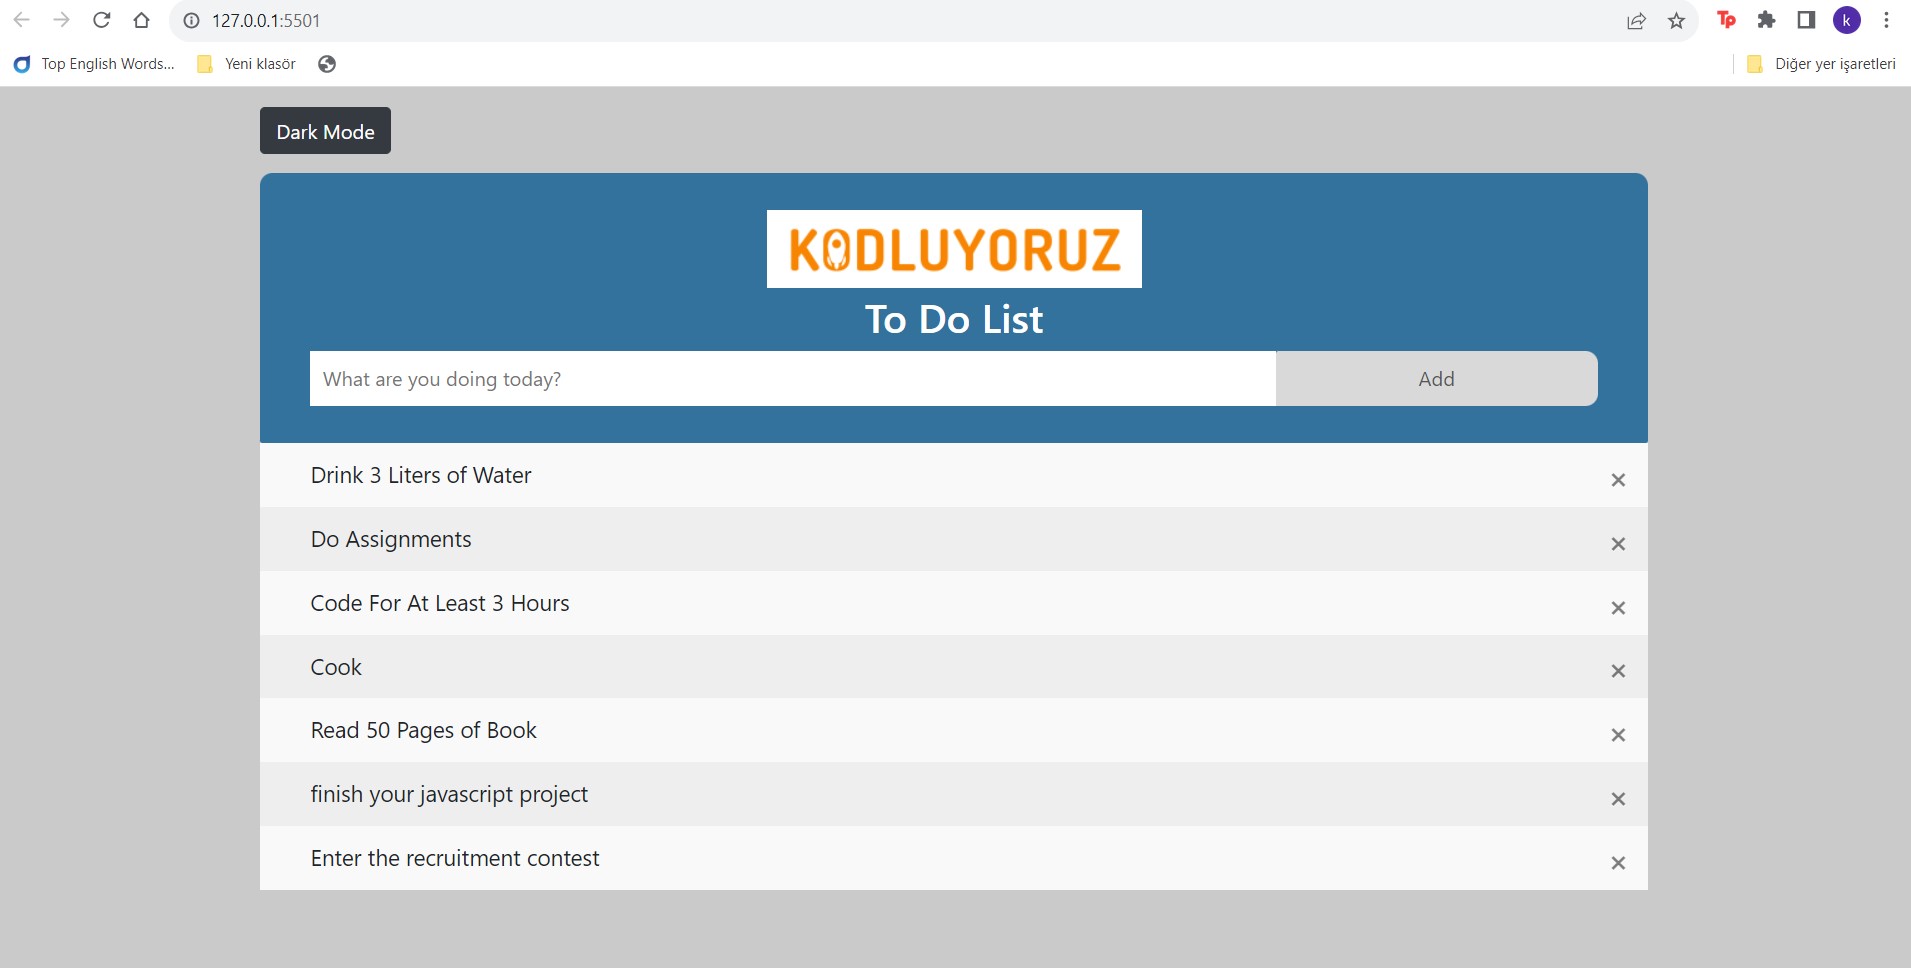 127.0.0.1:5501
Tp
k
Top English Words...
Yeni klasör
Diğer yer işaretleri
Dark Mode
KODLUYORUZ
To Do List
What are you doing today?
Add
Drink 3 Liters of Water
Do Assignments
Code For At Least 3 Hours
Cook
Read 50 Pages of Book
finish your javascript project
Enter the recruitment contest